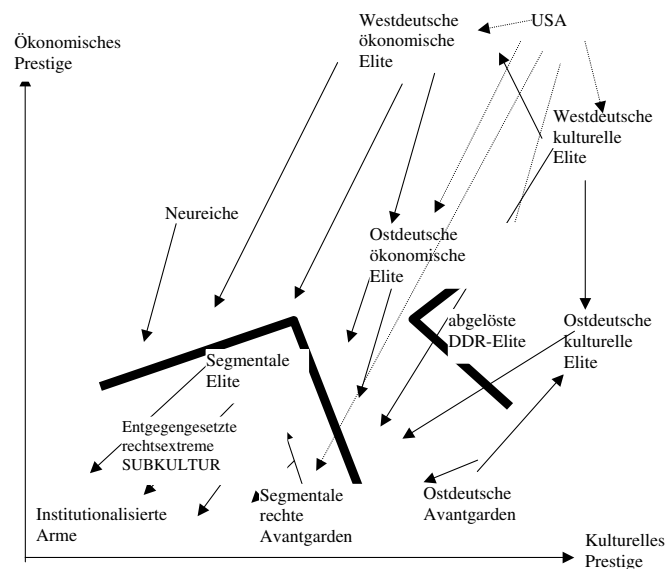 Ökonomisches
Prestige
Westdeutsche
ökonomische
Elite
USA
Westdeutsche
kulturelle
Elite
Neureiche
Ostdeutsche
ökonomische
Elite
abgelöste
DDR-Elite
Ostdeutsche
kulturelle
Elite
Segmentale
Elite
Entgegengesetzte
rechtsextreme
SUBKULTUR
Institutionalisierte
Arme
Segmentale
rechte
Avantgarden
Ostdeutsche
Avantgarden
Kulturelles
Prestige